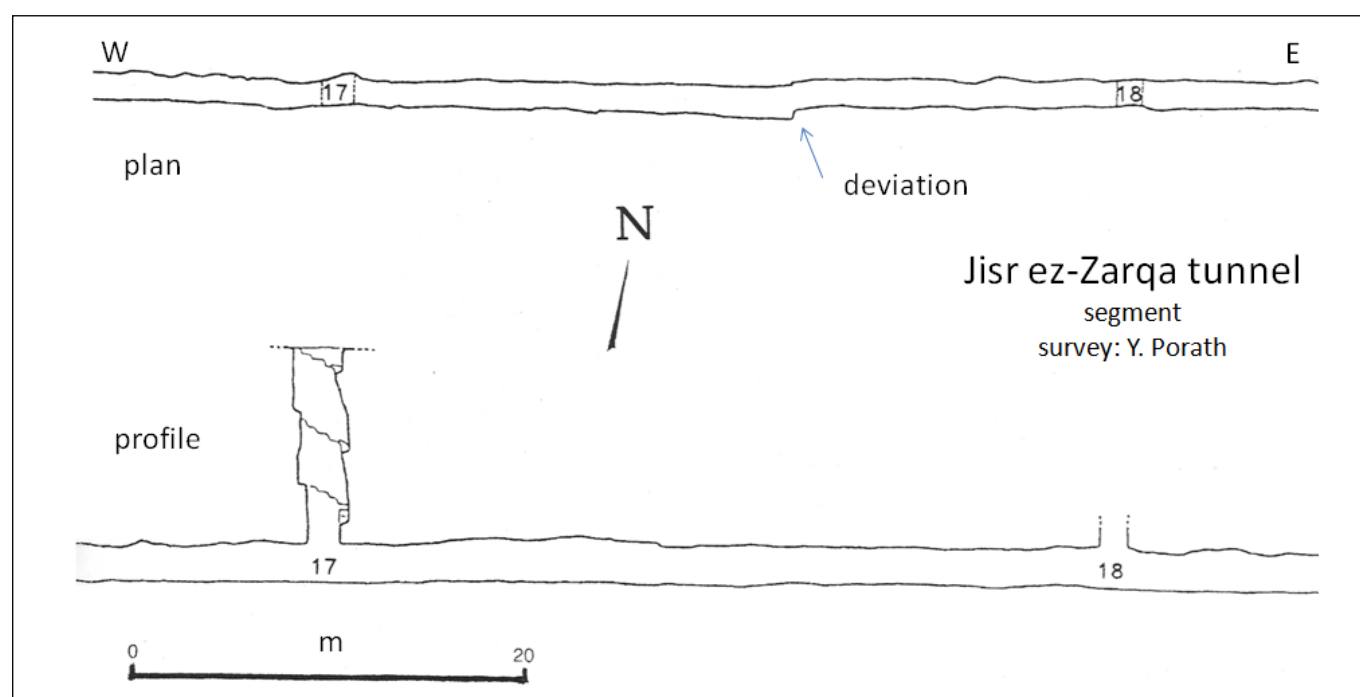 W
E
17
18
plan
deviation
N
Jisr ez-Zarqa tunnel
segment
survey: Y. Porath
profile
17
18
m
0
20